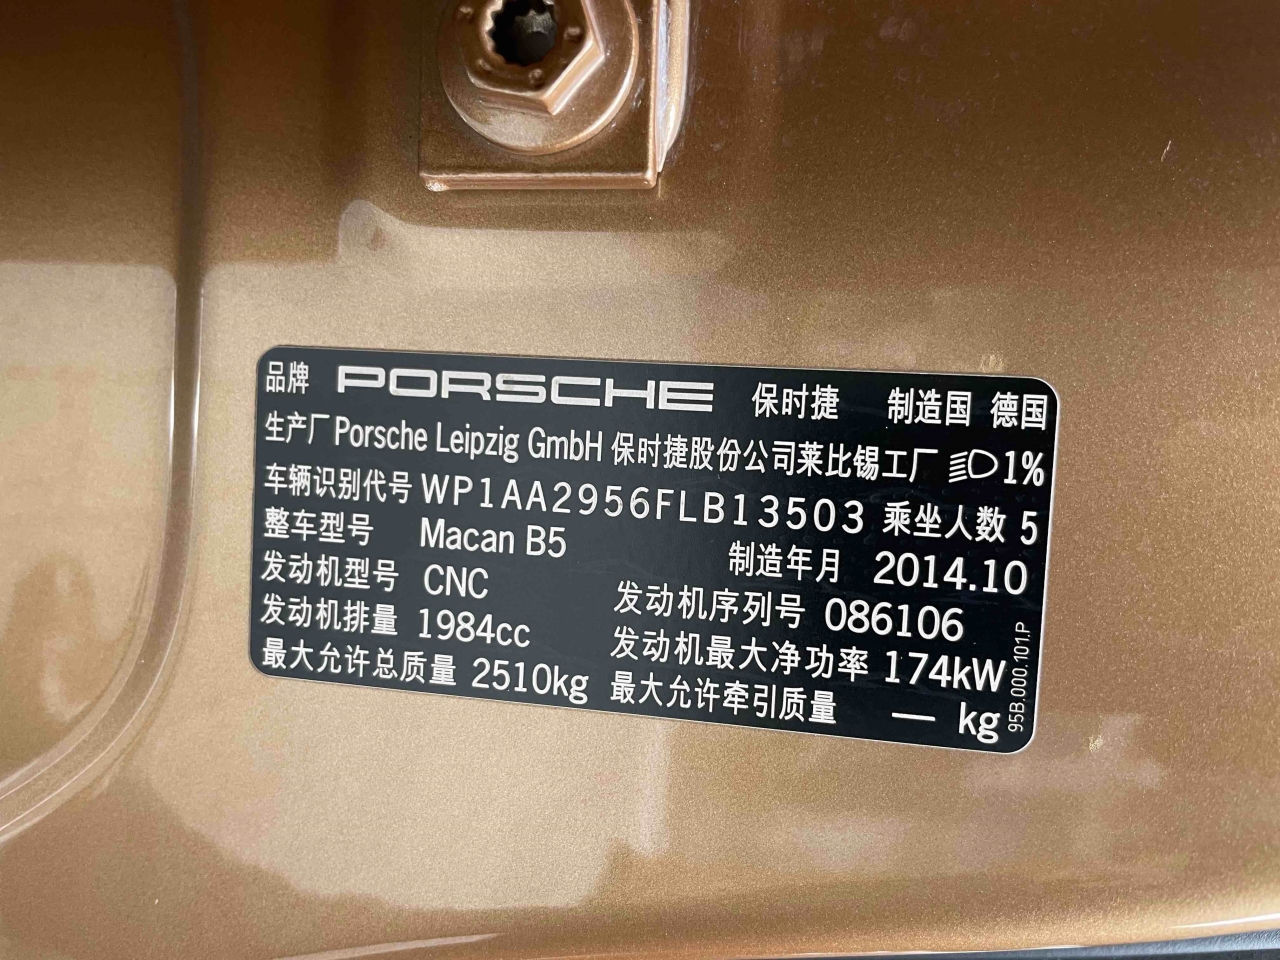 品牌 PORSCHE 保时捷 制造国 德国
生产厂 Porsche Leipzig GmbH 保时捷股份公司莱比锡工厂 1%
车辆识别代号 WP1AA2956FLB13503 乘坐人数 5
整车型号 Macan B5 制造年月 2014.10
发动机型号 CNC 发动机序列号 086106
发动机排量 1984cc 发动机最大净功率 174kW
最大允许总质量 2510kg 最大允许牵引质量 — kg
95B.000.101.P